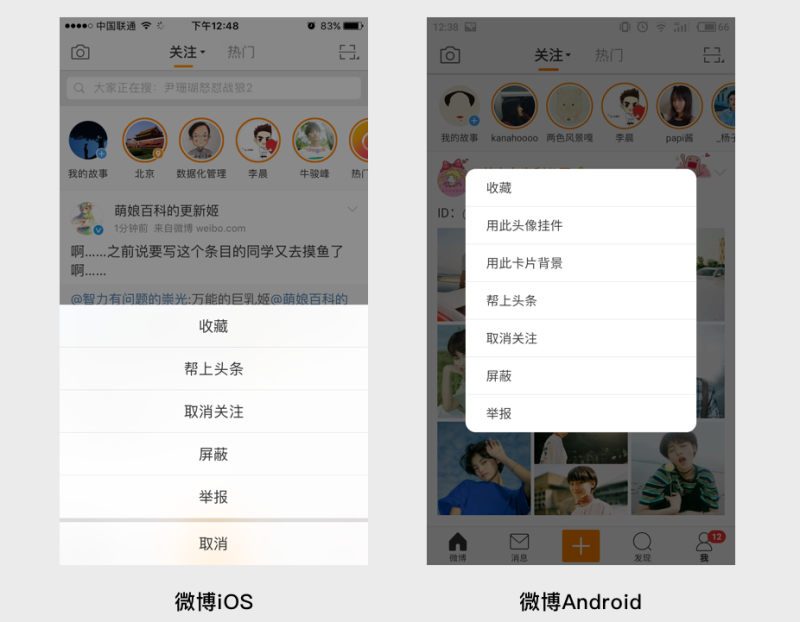 中国联通
下午12:48
83%
关注
热门
大家正在搜：尹珊瑚怒怼战狼2
我的故事
北京
数据化管理
李晨
牛骏峰
热门
萌娘百科的更新姬
1分钟前 来自微博 weibo.com
啊……之前说要写这个条目的同学又去摸鱼了
啊……
@智力有问题的崇光:万能的巨乳姬@萌娘百科的
收藏
帮上头条
取消关注
屏蔽
举报
取消
微博iOS
12:38
66
关注
热门
我的故事
kanahoooo
两色风景嘎
李晨
papi酱
_杨子
ID：
收藏
用此头像挂件
用此卡片背景
帮上头条
取消关注
屏蔽
举报
微博
消息
发现
12
我
微博Android